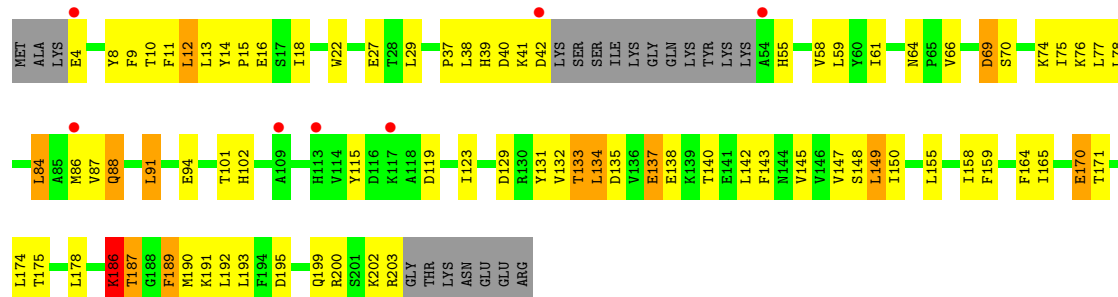 MET ALA LYS E4 Y8 F9 T10 F11 L12 L13 Y14 P15 E16 S17 I18 W22 E27 T28 L29 P37 L38 H39 D40 K41 D42 LYS SER SER ILE LYS GLY GLN LYS TYR LYS LYS A54 H55 V58 L59 Y60 I61 N64 P65 V66 D69 S70 K74 I75 K76 L77
L84 A85 M86 V87 Q88 L91 E94 T101 H102 A109 H113 V114 Y115 D116 K117 A118 D119 I123 D129 R130 Y131 V132 T133 L134 D135 V136 E137 E138 K139 T140 E141 L142 F143 N144 V145 V146 V147 S148 L149 I150 L155 I158 F159 F164 I165 E170 T171
L174 T175 L178 K186 T187 G188 F189 M190 K191 L192 L193 F194 D195 Q199 R200 S201 K202 R203 GLY THR LYS ASN GLU GLU ARG